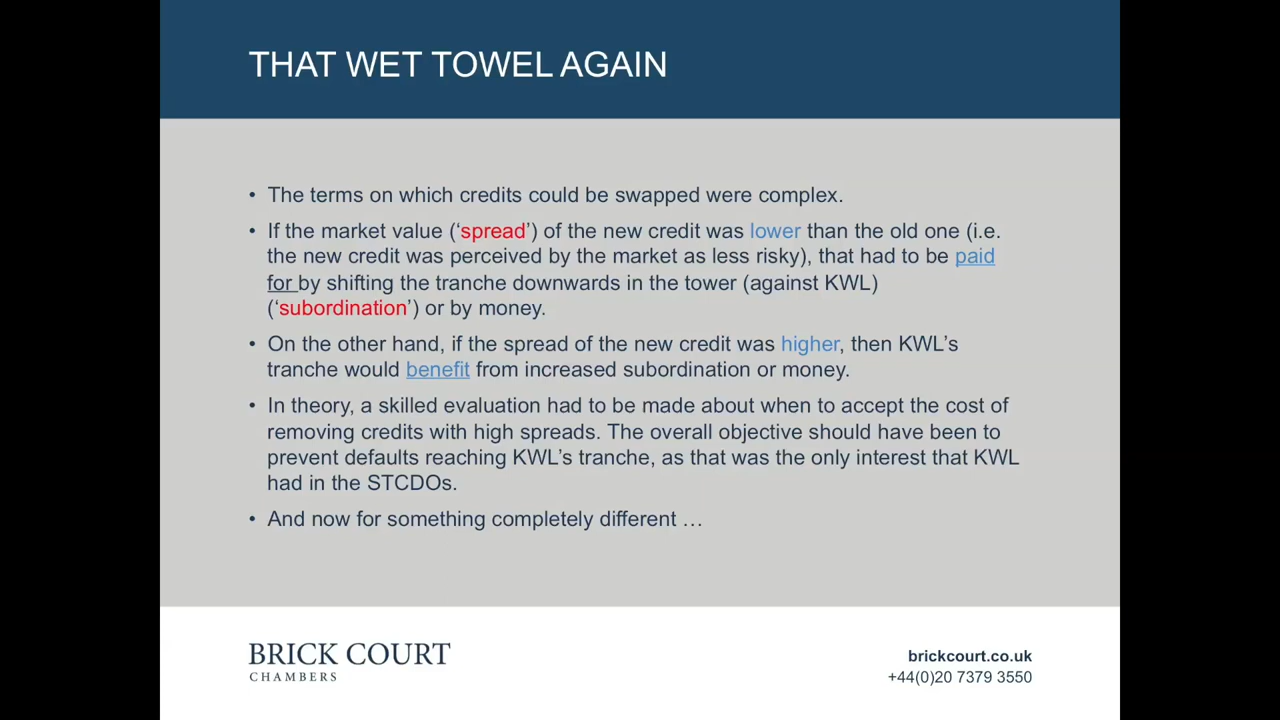 THAT WET TOWEL AGAIN
• The terms on which credits could be swapped were complex.
• If the market value (‘spread’) of the new credit was lower than the old one (i.e.
the new credit was perceived by the market as less risky), that had to be paid
for by shifting the tranche downwards in the tower (against KWL)
(‘subordination’) or by money.
• On the other hand, if the spread of the new credit was higher, then KWL’s
tranche would benefit from increased subordination or money.
• In theory, a skilled evaluation had to be made about when to accept the cost of
removing credits with high spreads. The overall objective should have been to
prevent defaults reaching KWL’s tranche, as that was the only interest that KWL
had in the STCDOs.
• And now for something completely different …
BRICK COURT
CHAMBERS
brickcourt.co.uk
+44(0)20 7379 3550